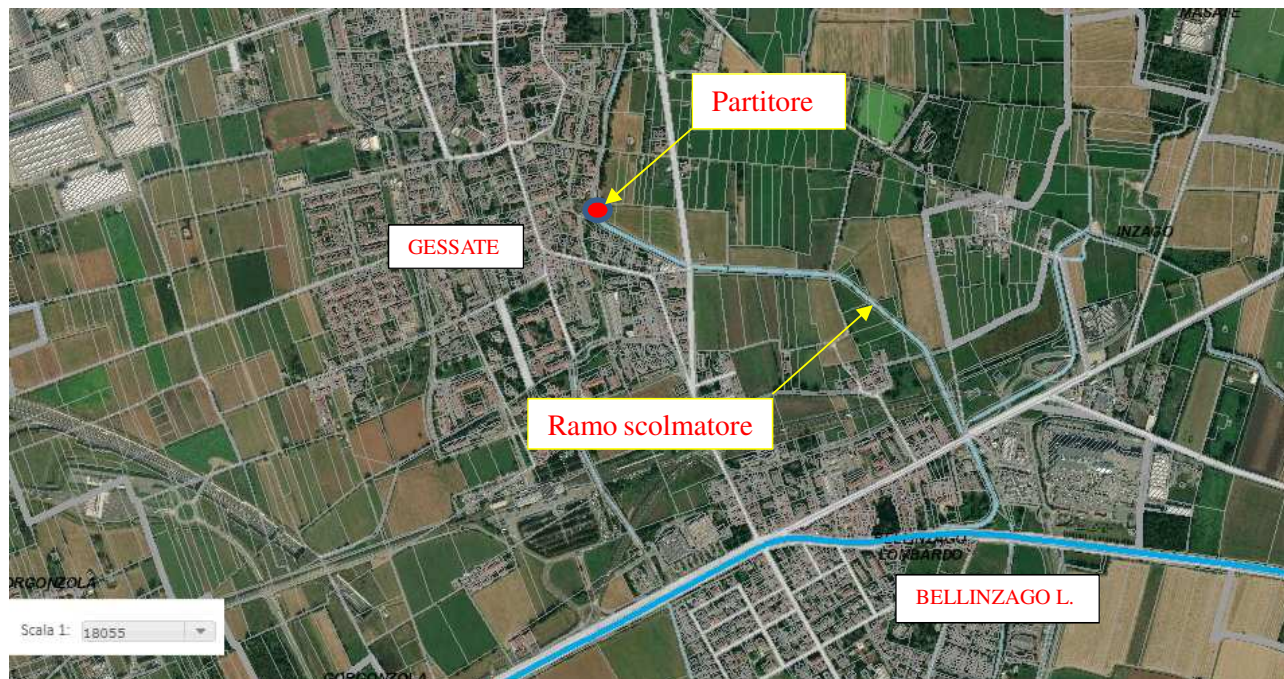 MASATE
Partitore
GESSATE
INZAGO
Ramo scolmatore
BELLINZAGO
LOMBARDO
BELLINZAGO L.
ORGONZOLA
Scala 1: 18055
GORGONZOLA